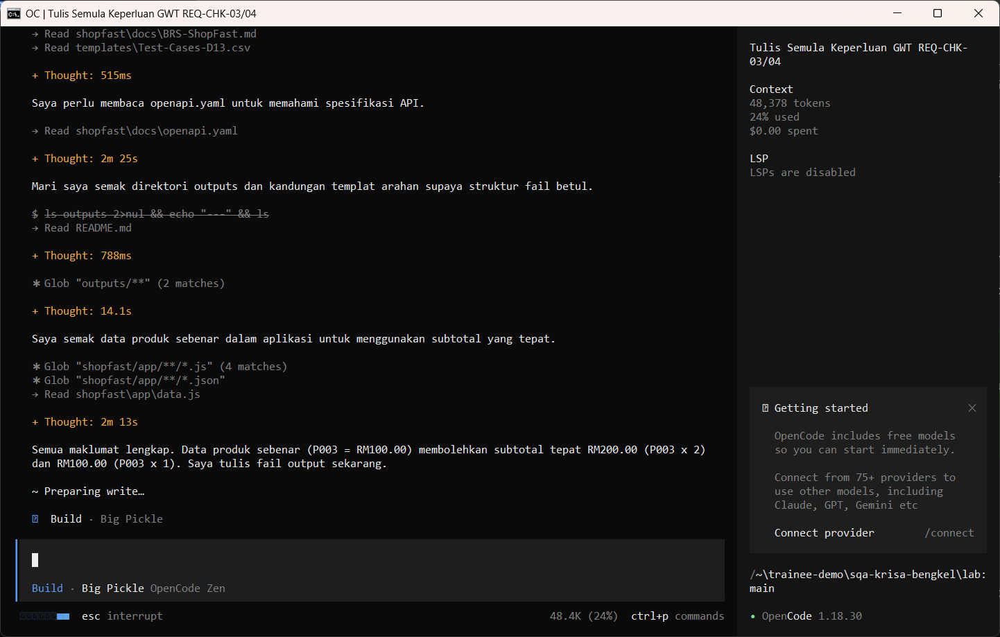 OC | Tulis Semula Keperluan GWT REQ-CHK-03/04
→ Read shopfast\docs\BRS-ShopFast.md
→ Read templates\Test-Cases-D13.csv
+ Thought: 515ms
Saya perlu membaca openapi.yaml untuk memahami spesifikasi API.
→ Read shopfast\docs\openapi.yaml
+ Thought: 2m 25s
Mari saya semak direktori outputs dan kandungan templat arahan supaya struktur fail betul.
$ ls outputs 2>nul && echo "---" && ls
→ Read README.md
+ Thought: 788ms
✱ Glob "outputs/**" (2 matches)
+ Thought: 14.1s
Saya semak data produk sebenar dalam aplikasi untuk menggunakan subtotal yang tepat.
✱ Glob "shopfast/app/**/*.js" (4 matches)
✱ Glob "shopfast/app/**/*.json"
→ Read shopfast\app\data.js
+ Thought: 2m 13s
Semua maklumat lengkap. Data produk sebenar (P003 = RM100.00) membolehkan subtotal tepat RM200.00 (P003 x 2)
dan RM100.00 (P003 x 1). Saya tulis fail output sekarang.
~ Preparing write…
Build · Big Pickle
Build · Big Pickle OpenCode Zen
esc interrupt
48.4K (24%) ctrl+p commands
Tulis Semula Keperluan GWT REQ-CHK-
03/04
Context
48,378 tokens
24% used
$0.00 spent
LSP
LSPs are disabled
Getting started
OpenCode includes free models
so you can start immediately.
Connect from 75+ providers to
use other models, including
Claude, GPT, Gemini etc
Connect provider /connect
/~\trainee-demo\sqa-krisa-bengkel\lab:
main
• OpenCode 1.18.30